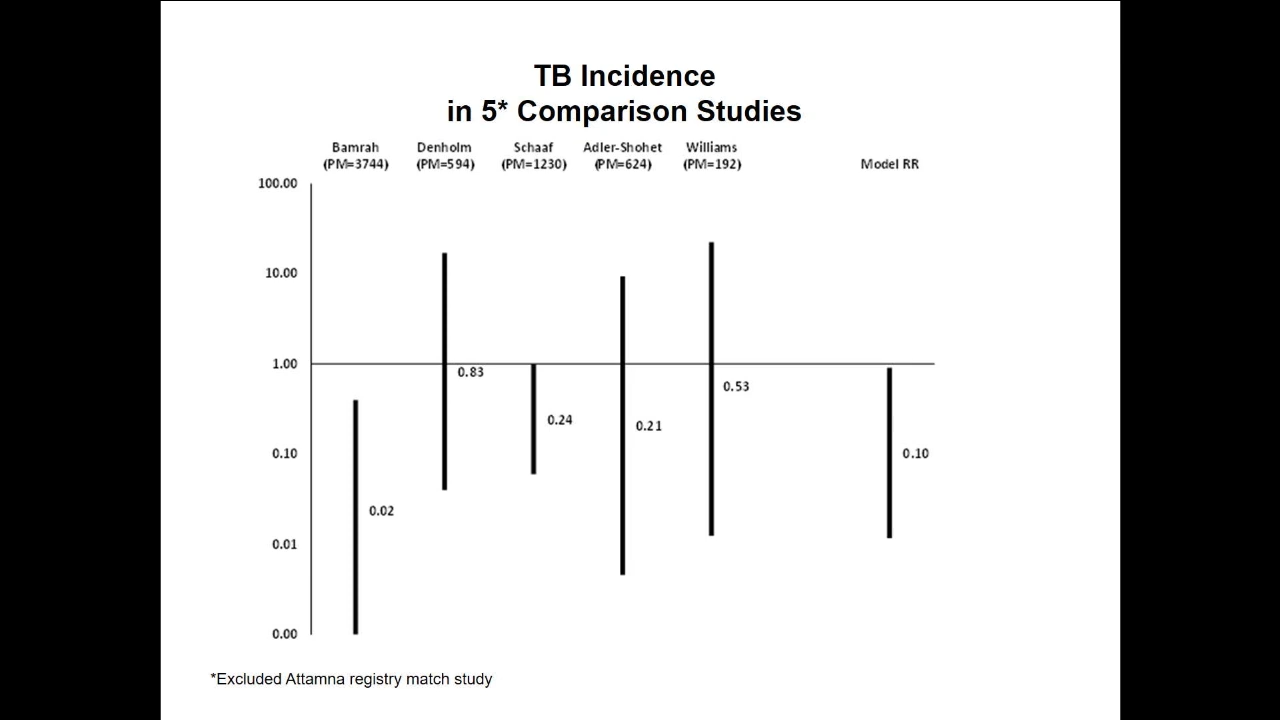 TB Incidence
in 5* Comparison Studies
Bamrah Denholm Schaaf Adler-Shohet Williams
(PM=3744) (PM=594) (PM=1230) (PM=624) (PM=192) Model RR
100.00
10.00
1.00
0.83
0.53
0.24
0.21
0.10
0.10
0.02
0.01
0.00
*Excluded Attamna registry match study